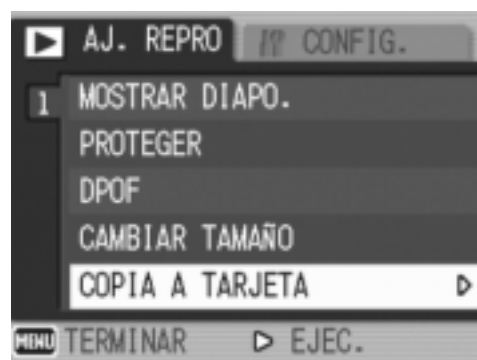 AJ. REPRO CONFIG.
1 MOSTRAR DIAPO.
PROTEGER
DPOF
CAMBIAR TAMAÑO
COPIA A TARJETA
MENU TERMINAR EJEC.